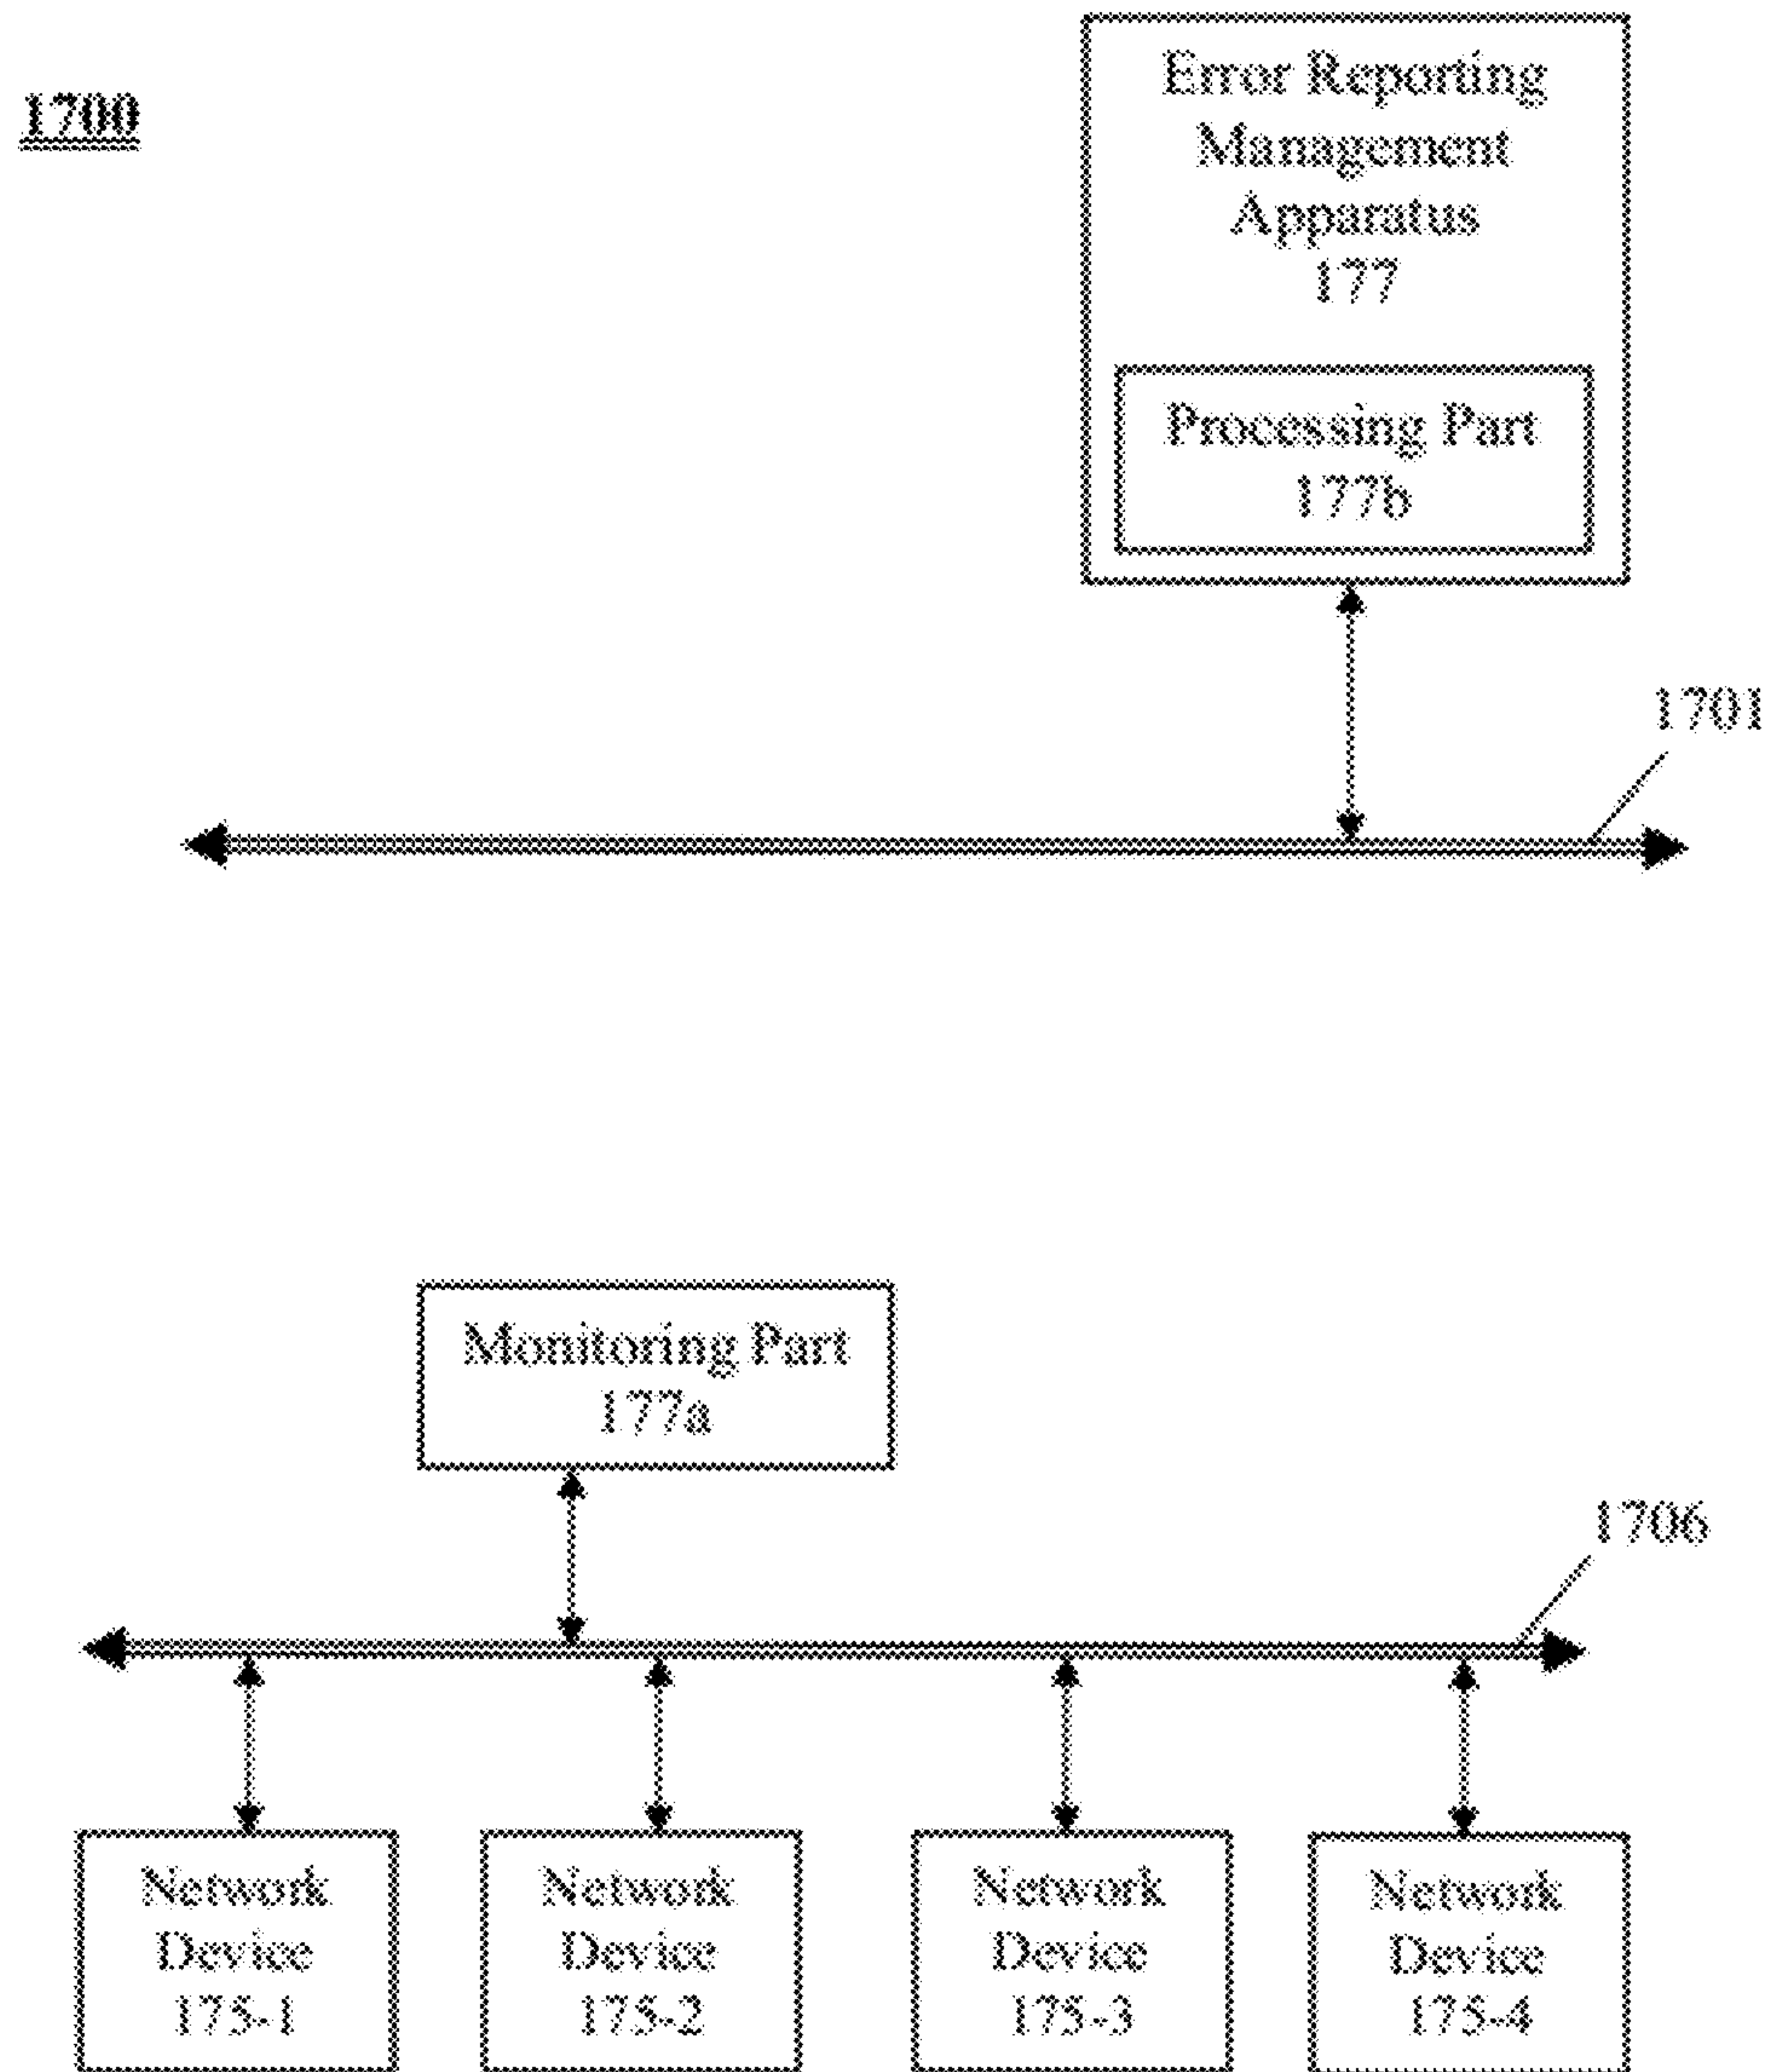 1700
Error Reporting
Management
Apparatus
177
Processing Part
177b
1701
Monitoring Part
177a
1706
Network
Device
175-1
Network
Device
175-2
Network
Device
175-3
Network
Device
175-4